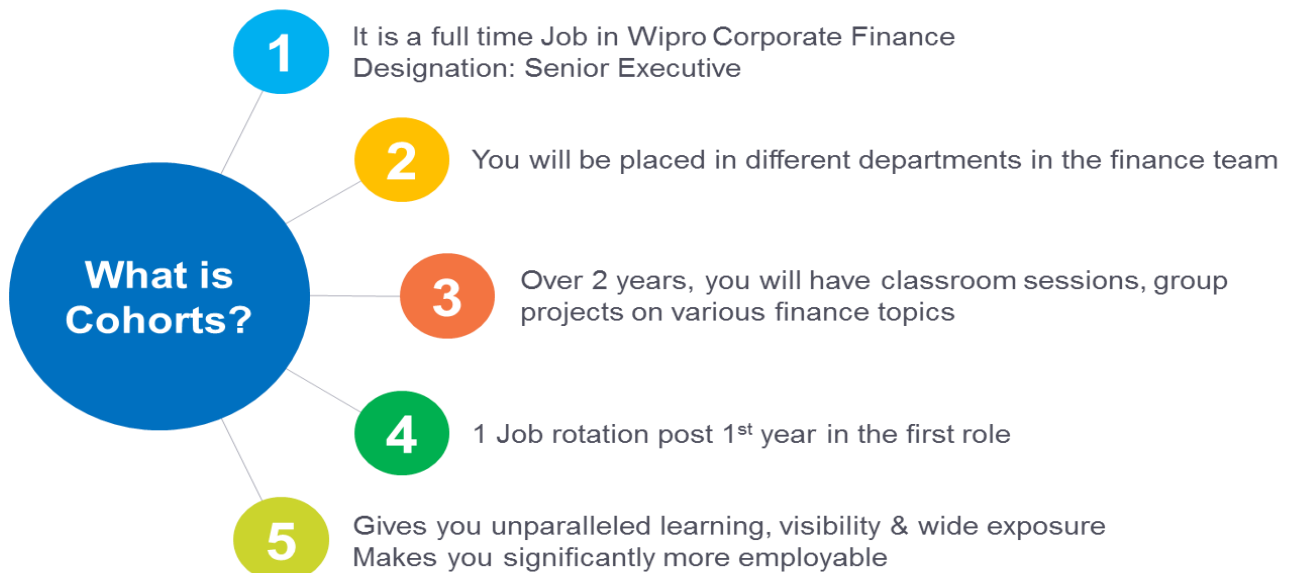 What is
Cohorts?
1
It is a full time Job in Wipro Corporate Finance
Designation: Senior Executive
2
You will be placed in different departments in the finance team
3
Over 2 years, you will have classroom sessions, group
projects on various finance topics
4
1 Job rotation post 1st year in the first role
5
Gives you unparalleled learning, visibility & wide exposure
Makes you significantly more employable